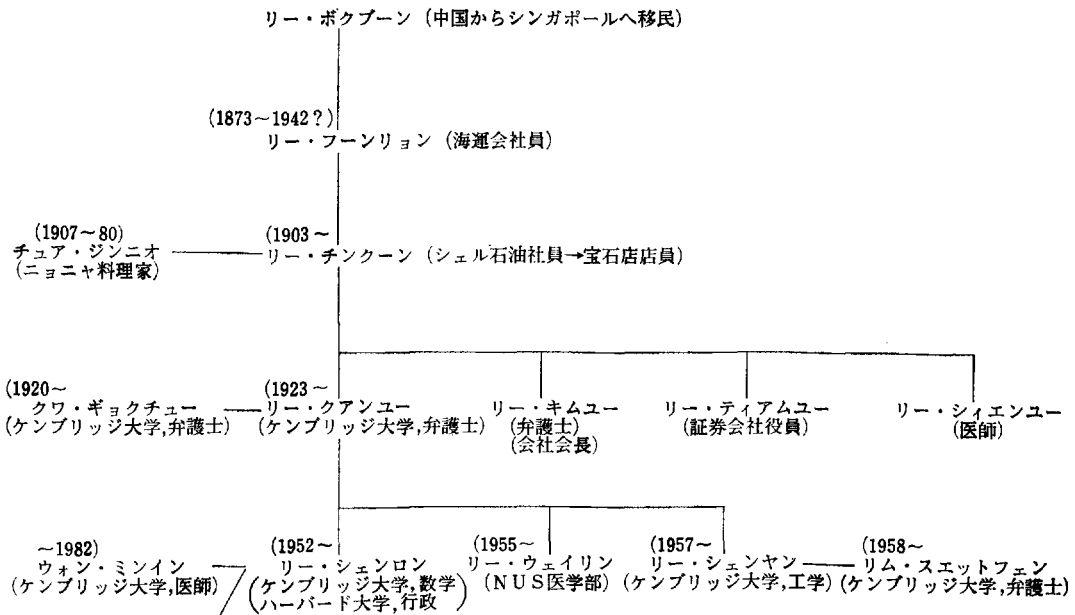 リー・ボクブーン (中国からシンガポールへ移民)
(1873～1942?)
リー・フーンリョン (海運会社員)
(1907～80)
チュア・ジンニオ
(ニョニャ料理家)
(1903～
リー・チンクーン (シェル石油社員→宝石店店員)
(1920～
クワ・ギョクチュー
(ケンブリッジ大学,弁護士)
(1923～
リー・クアンユー
(ケンブリッジ大学,弁護士)
リー・キムユー
(弁護士)
(会社会長)
リー・ティアムユー
(証券会社役員)
リー・シィエンユー
(医師)
～1982)
ウォン・ミンイン
(ケンブリッジ大学,医師)
(1952～
リー・シェンロン
(ケンブリッジ大学,数学
ハーバード大学,行政)
(1955～
リー・ウェイリン
(NUS医学部)
(1957～
リー・シェンヤン
(ケンブリッジ大学,工学)
(1958～
リム・スエットフェン
(ケンブリッジ大学,弁護士)